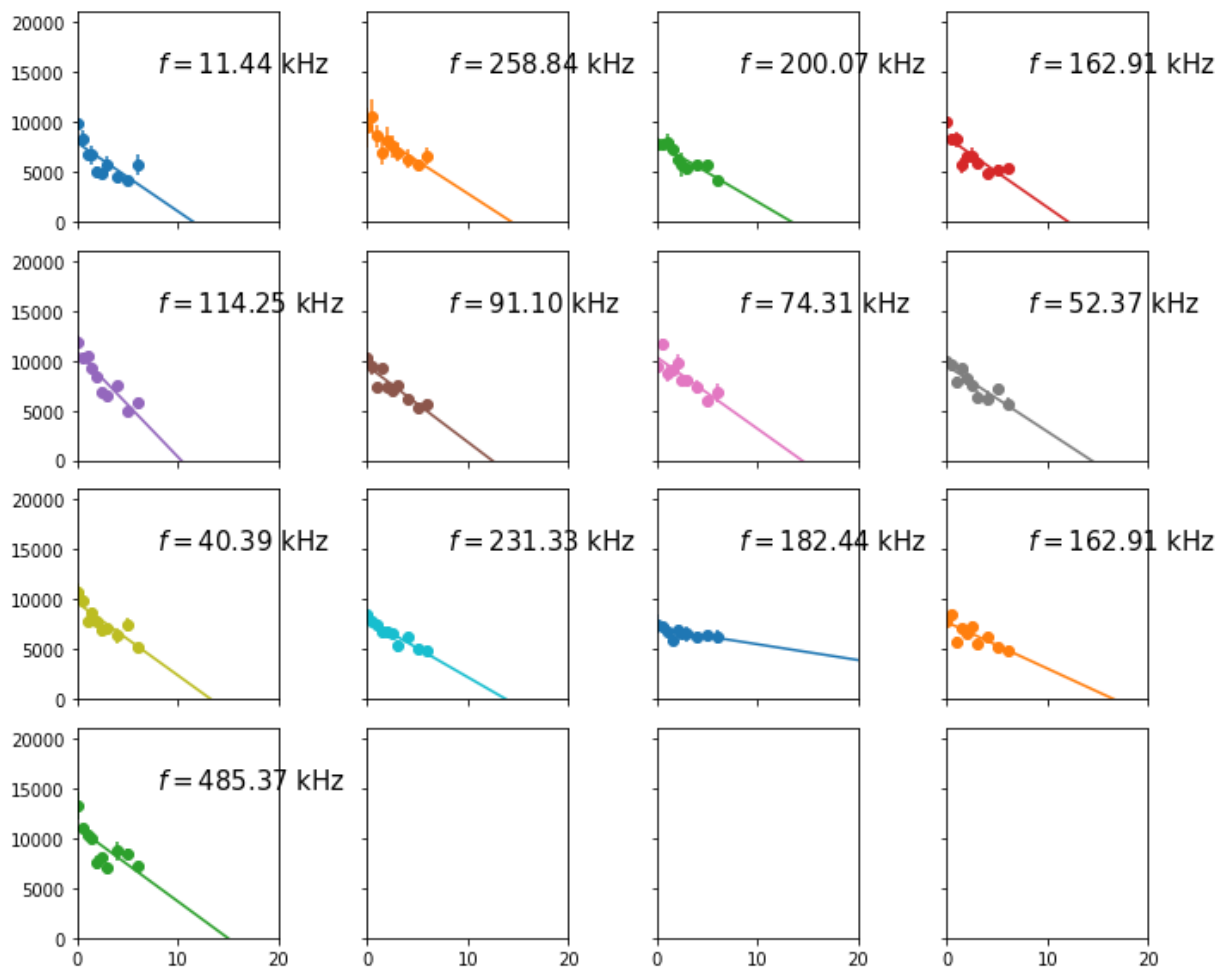 20000
15000
10000
5000
0
f = 11.44 kHz
f = 258.84 kHz
f = 200.07 kHz
f = 162.91 kHz
20000
15000
10000
5000
0
f = 114.25 kHz
f = 91.10 kHz
f = 74.31 kHz
f = 52.37 kHz
20000
15000
10000
5000
0
f = 40.39 kHz
f = 231.33 kHz
f = 182.44 kHz
f = 162.91 kHz
20000
15000
10000
5000
0
f = 485.37 kHz
0 10 20
0 10 20
0 10 20
0 10 20